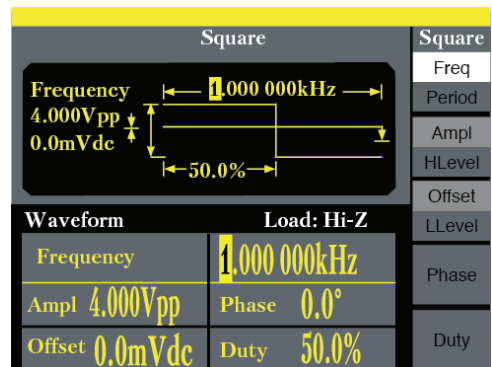 Square
Frequency
1.000 000kHz
4.000Vpp
0.0mVdc
50.0%
Waveform Load: Hi-Z
Frequency 1.000 000kHz
Ampl 4.000Vpp Phase 0.0°
Offset 0.0mVdc Duty 50.0%
Square
Freq
Period
Ampl
HLevel
Offset
LLevel
Phase
Duty